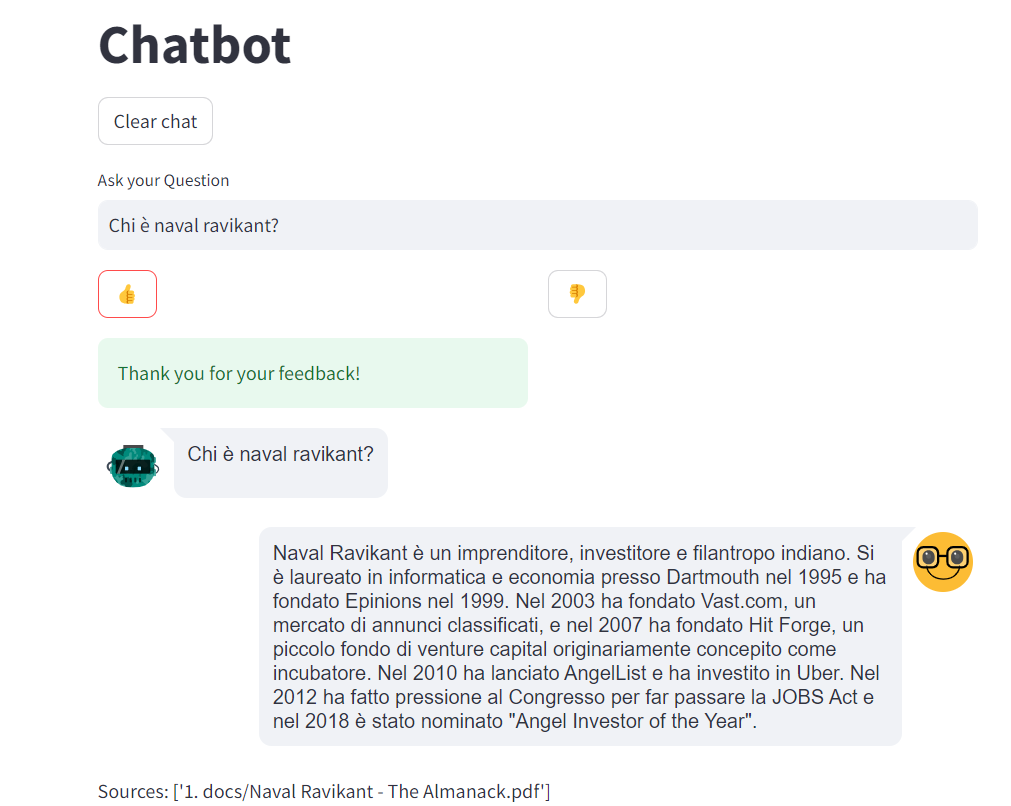 Chatbot
Clear chat
Ask your Question
Chi è naval ravikant?
Thank you for your feedback!
Chi è naval ravikant?
Naval Ravikant è un imprenditore, investitore e filantropo indiano. Si
è laureato in informatica e economia presso Dartmouth nel 1995 e ha
fondato Epinions nel 1999. Nel 2003 ha fondato Vast.com, un
mercato di annunci classificati, e nel 2007 ha fondato Hit Forge, un
piccolo fondo di venture capital originariamente concepito come
incubatore. Nel 2010 ha lanciato AngelList e ha investito in Uber. Nel
2012 ha fatto pressione al Congresso per far passare la JOBS Act e
nel 2018 è stato nominato "Angel Investor of the Year".
Sources: ['1. docs/Naval Ravikant - The Almanack.pdf']